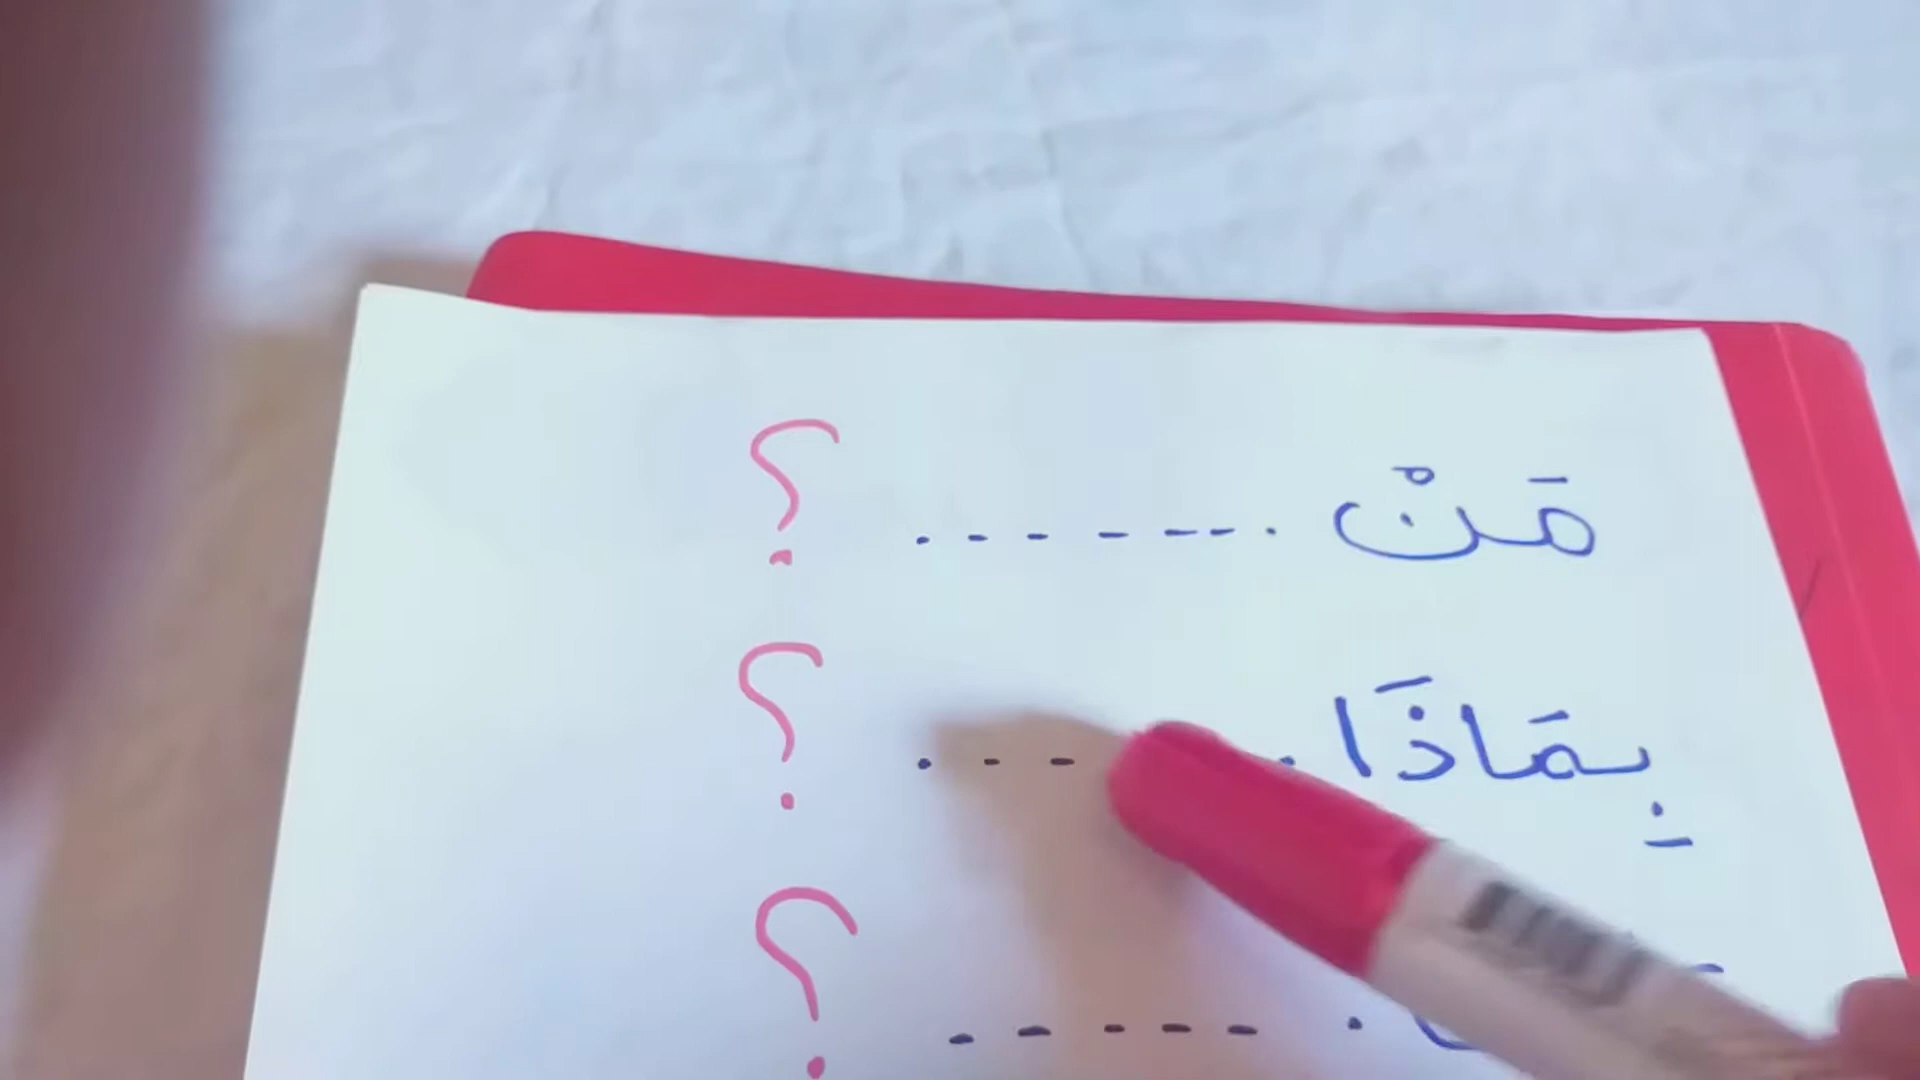 مَنْ ....... ؟
بِمَاذَا ....... ؟